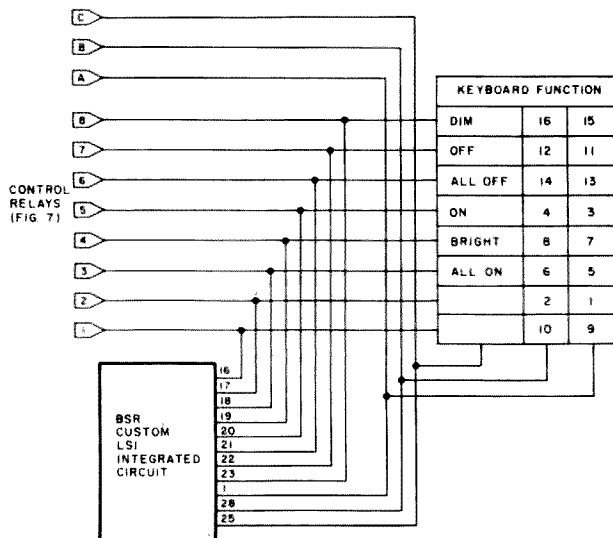 C
B
A
8
7
6
5
4
3
2
CONTROL
RELAYS
(FIG. 7)
KEYBOARD FUNCTION
DIM 16 15
OFF 12 11
ALL OFF 14 13
ON 4 3
BRIGHT 8 7
ALL ON 6 5
2 1
10 9
BSR
CUSTOM
LSI
INTEGRATED
CIRCUIT
16
17
18
19
20
21
22
23
1
28
25